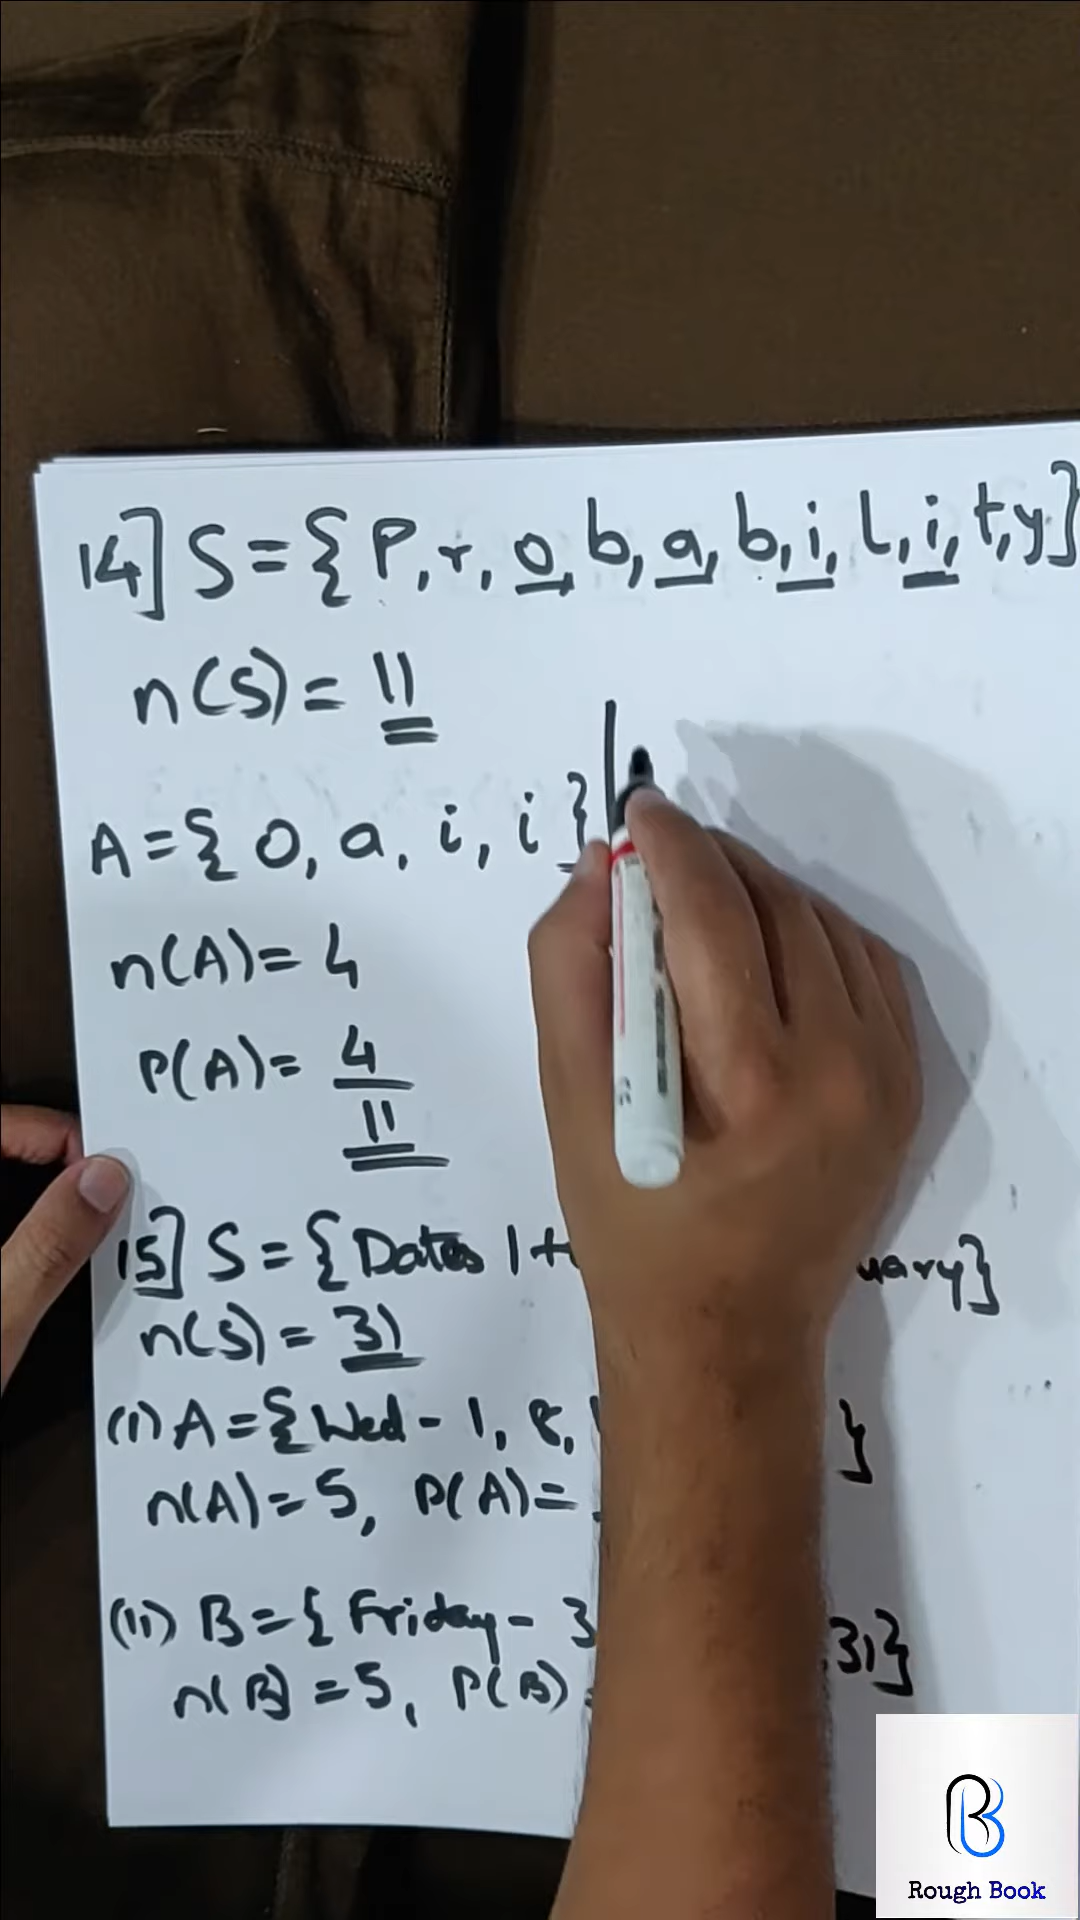 14] S = { P, r, o, b, a, b, i, l, i, t, y }
n(S) = 11
A = { o, a, i, i }
n(A) = 4
P(A) = 4
11
15] S = { Dates 1
n(S) = 31
(i) A = { Wed - 1, 8, }
n(A) = 5, P(A) =
(ii) B = { Friday - 3 , 31 }
n(B) = 5, P(B)
B
Rough Book